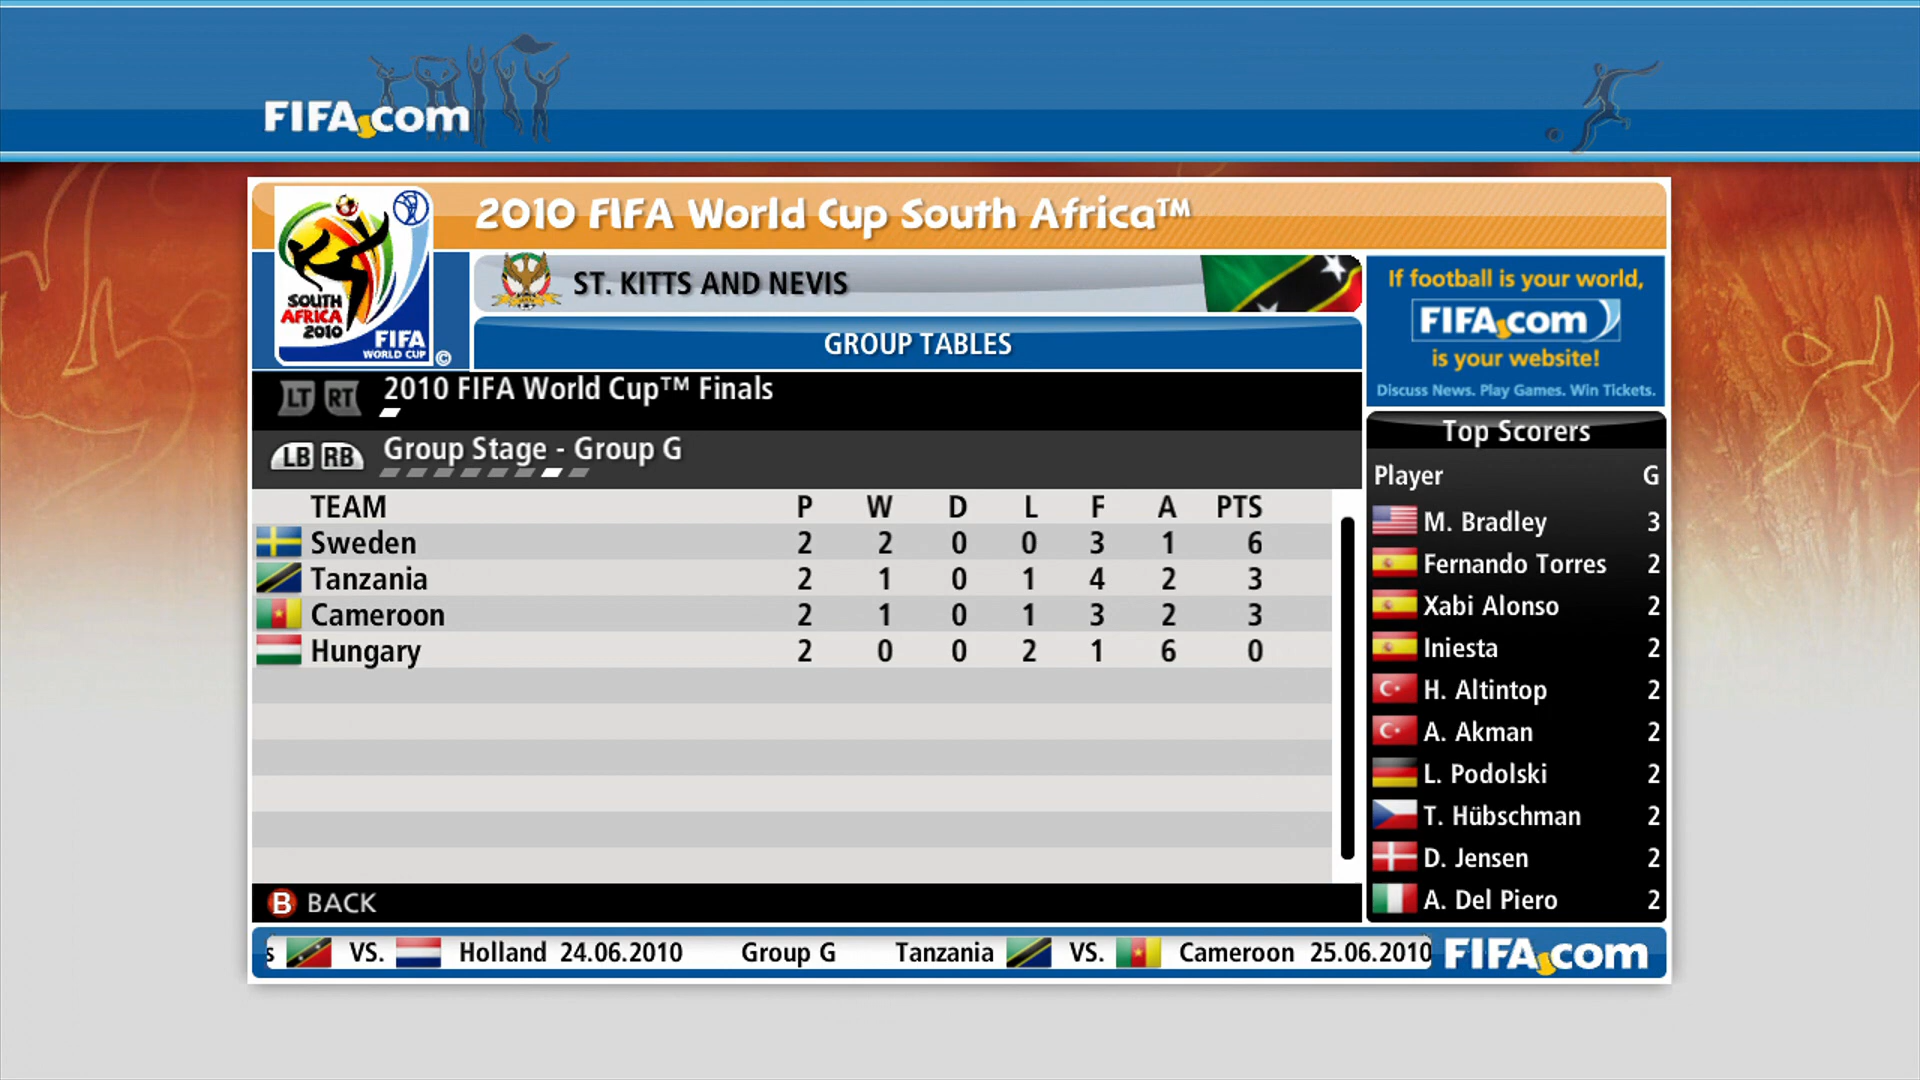 FIFA.com
2010 FIFA World Cup South Africa™
SOUTH
AFRICA
2010
FIFA
WORLD CUP ©
ST. KITTS AND NEVIS
GROUP TABLES
If football is your world,
FIFA.com
is your website!
Discuss News. Play Games. Win Tickets.
LT RT 2010 FIFA World Cup™ Finals
LB RB Group Stage - Group G
TEAM P W D L F A PTS
Sweden 2 2 0 0 3 1 6
Tanzania 2 1 0 1 4 2 3
Cameroon 2 1 0 1 3 2 3
Hungary 2 0 0 2 1 6 0
Top Scorers
Player G
M. Bradley 3
Fernando Torres 2
Xabi Alonso 2
Iniesta 2
H. Altintop 2
A. Akman 2
L. Podolski 2
T. Hübschman 2
D. Jensen 2
A. Del Piero 2
B BACK
s VS. Holland 24.06.2010 Group G Tanzania VS. Cameroon 25.06.2010
FIFA.com